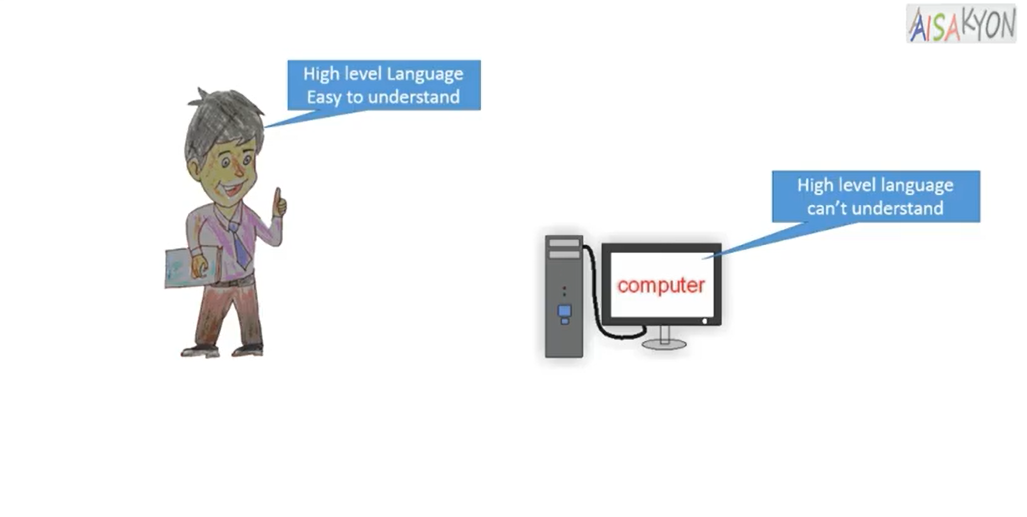 AISAKYON
High level Language
Easy to understand
High level language
can't understand
computer